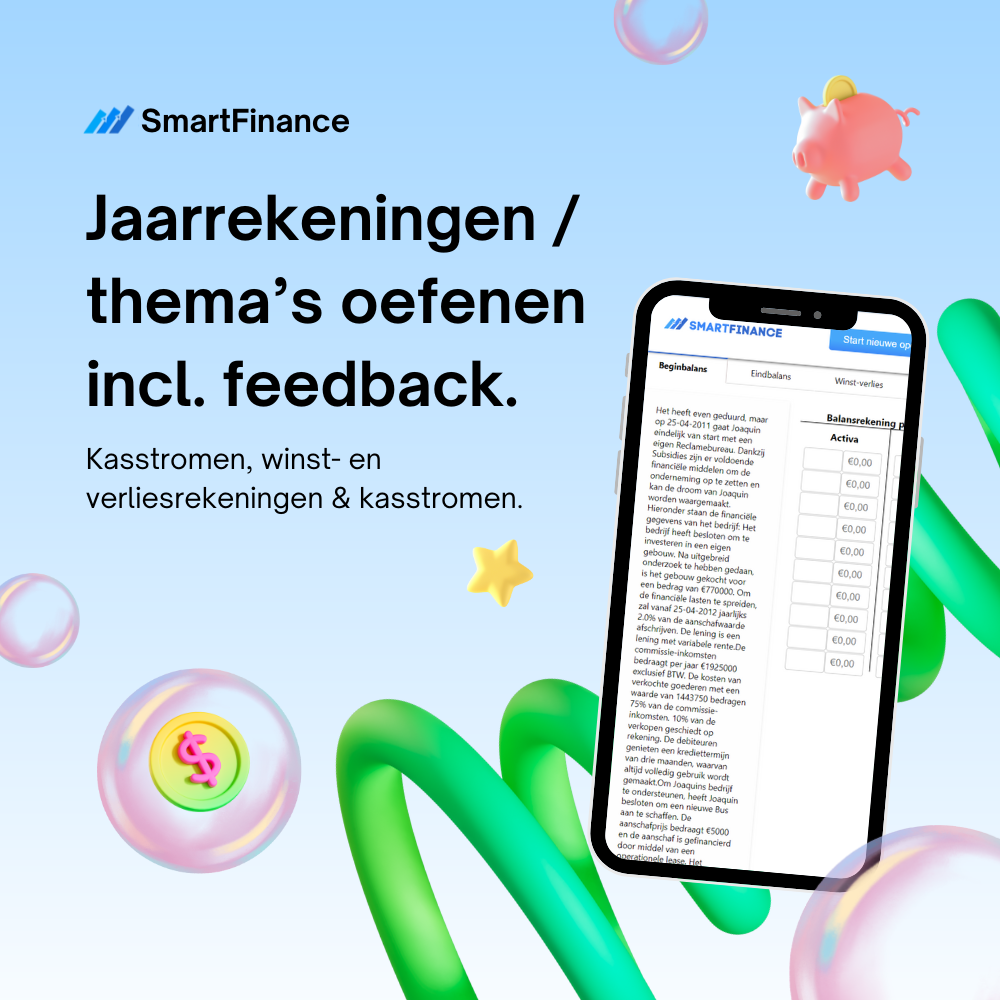 SmartFinance
Jaarrekeningen /
thema’s oefenen
incl. feedback.
Kasstromen, winst- en
verliesrekeningen & kasstromen.
SMARTFINANCE
Start nieuwe op
Beginbalans
Eindbalans
Winst-verlies
Het heeft even geduurd, maar
op 25-04-2011 gaat Joaquin
eindelijk van start met een
eigen Reclamebureau. Dankzij
Subsidies zijn er voldoende
financiële middelen om de
onderneming op te zetten en
kan de droom van Joaquin
worden waargemaakt.
Hieronder staan de financiële
gegevens van het bedrijf: Het
bedrijf heeft besloten om te
investeren in een eigen
gebouw. Na uitgebreid
onderzoek te hebben gedaan,
is het gebouw gekocht voor
een bedrag van €770000. Om
de financiële lasten te spreiden,
zal vanaf 25-04-2012 jaarlijks
2.0% van de aanschafwaarde
afschrijven. De lening is een
lening met variabele rente.De
commissie-inkomsten
bedraagt per jaar €1925000
exclusief BTW. De kosten van
verkochte goederen met een
waarde van 1443750 bedragen
75% van de commissie-
inkomsten. 10% van de
verkopen geschiedt op
rekening. De debiteuren
genieten een kredietermijn
van drie maanden, waarvan
altijd volledig gebruik wordt
gemaakt.Om Joaquins bedrijf
te ondersteunen, heeft Joaquin
besloten om een nieuwe Bus
aan te schaffen. De
aanschafprijs bedraagt €5000
en de aanschaf is gefinancierd
door middel van een
operationele lease. Het
Balansrekening p
Activa
€0,00
€0,00
€0,00
€0,00
€0,00
€0,00
€0,00
€0,00
€0,00
€0,00
$